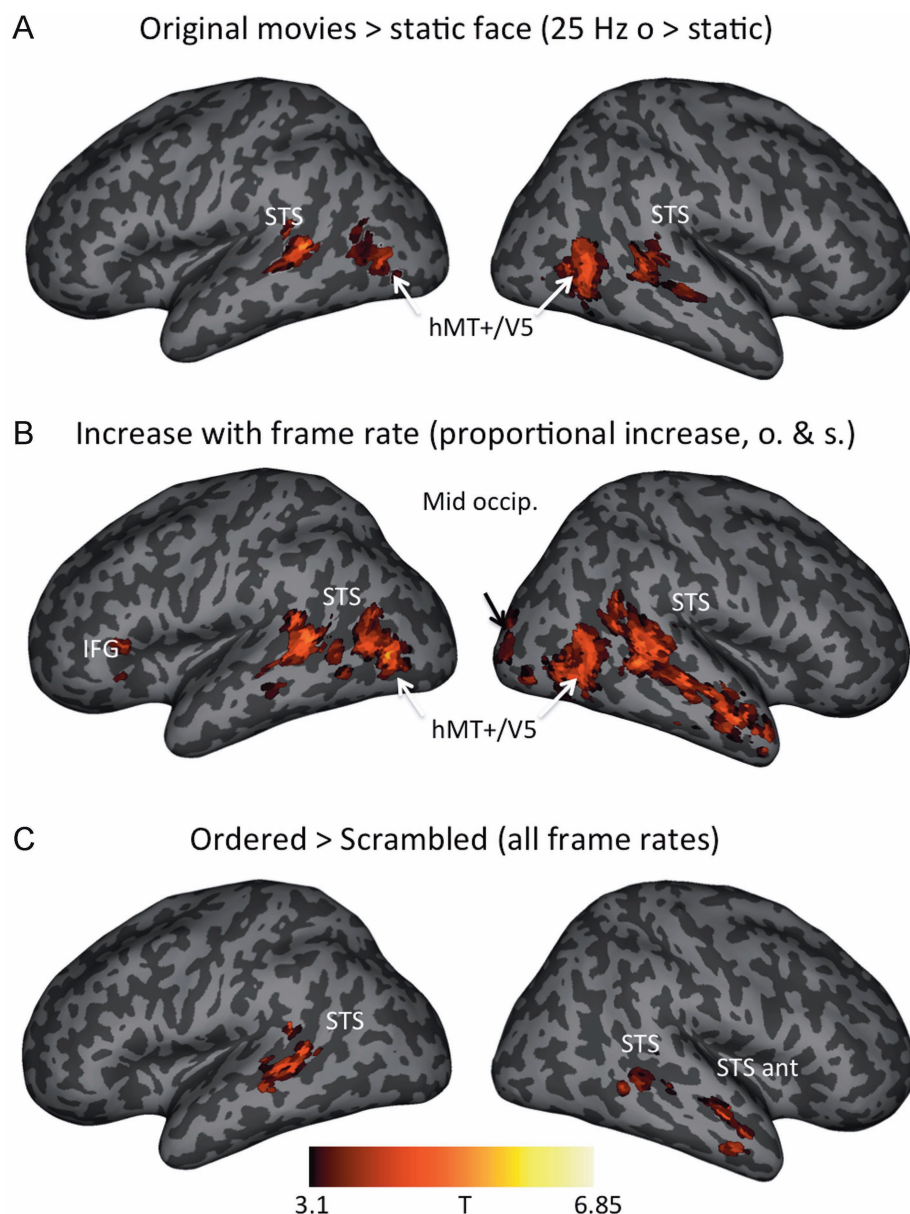 A Original movies > static face (25 Hz o > static)
STS
STS
hMT+/V5
B Increase with frame rate (proportional increase, o. & s.)
Mid occip.
STS
STS
IFG
hMT+/V5
C Ordered > Scrambled (all frame rates)
STS
STS
STS ant
3.1 T 6.85